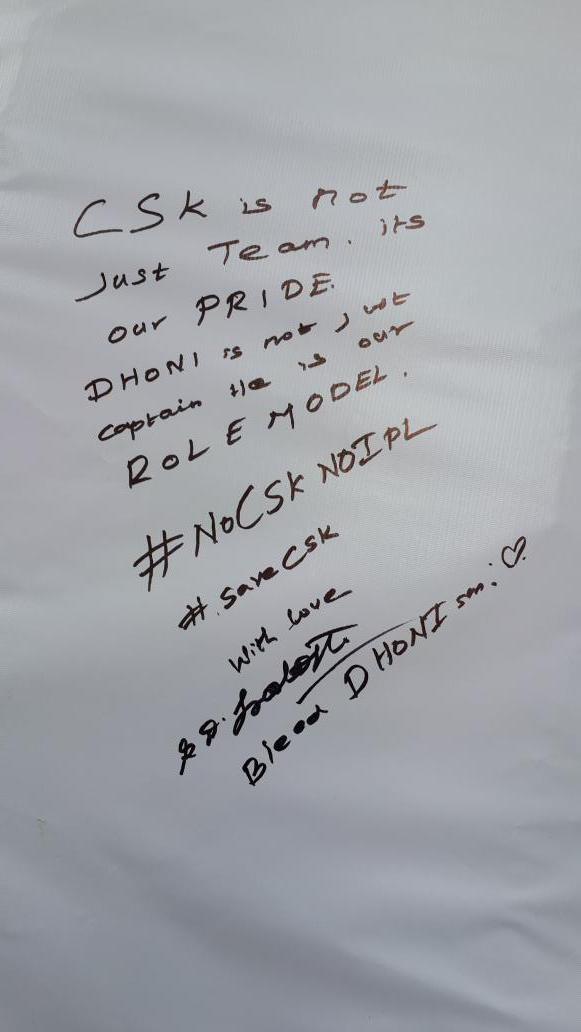 CSK is not
just Team. its
our PRIDE.
DHONI is not just
captain He is our
ROLE MODEL.
#NOCSK NOIPL
#.saveCsk
With love
Bleed DHONI sm:♡